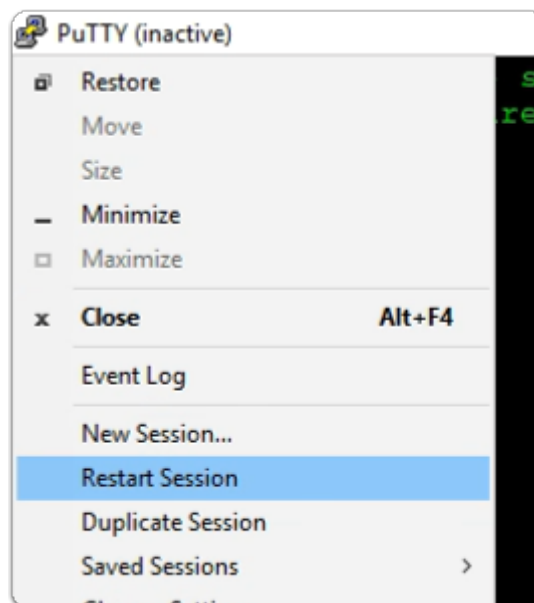 PuTTY (inactive)
Restore
Move
Size
Minimize
Maximize
Close Alt+F4
Event Log
New Session...
Restart Session
Duplicate Session
Saved Sessions